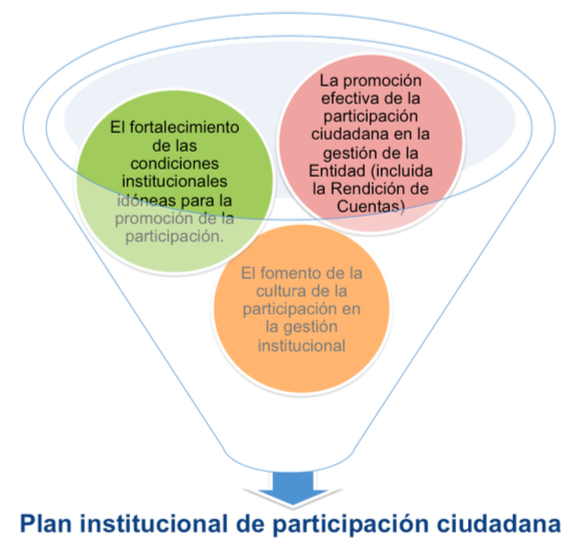 El fortalecimiento
de las
condiciones
institucionales
idóneas para la
promoción de la
participación.
La promoción
efectiva de la
participación
ciudadana en la
gestión de la
Entidad (incluida
la Rendición de
Cuentas)
El fomento de la
cultura de la
participación en
la gestión
institucional
Plan institucional de participación ciudadana